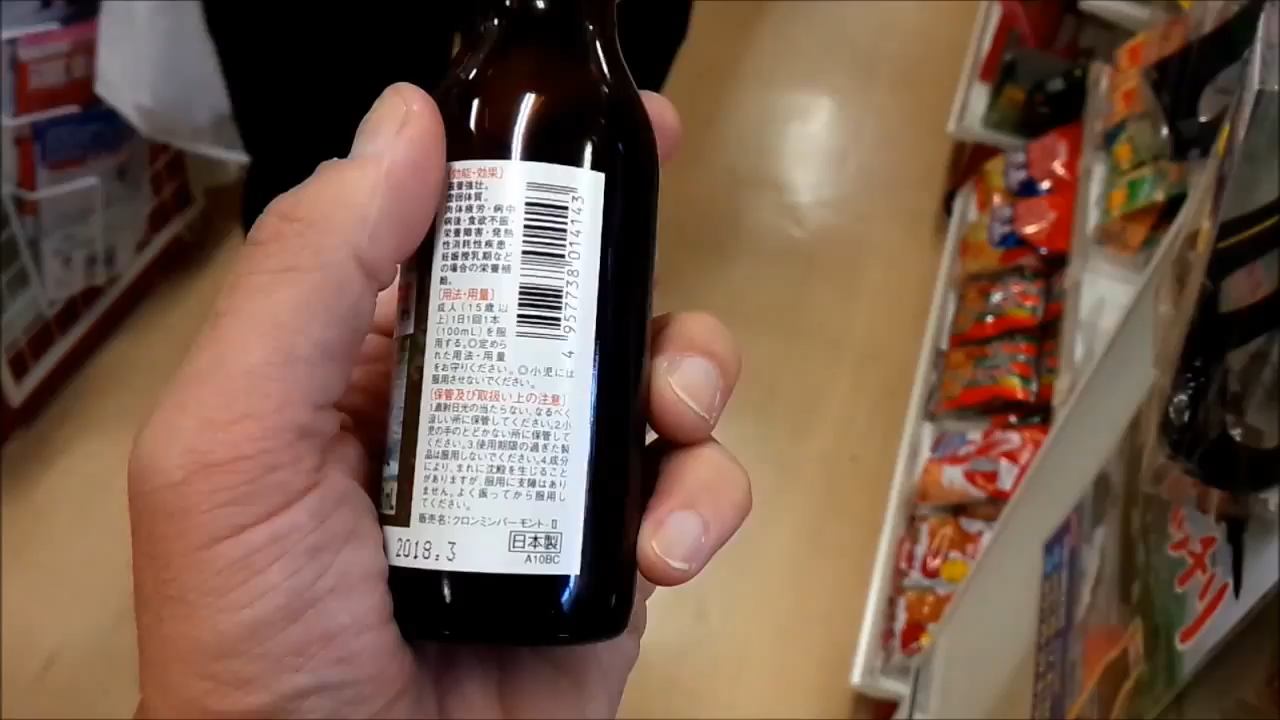 〔効能・効果〕
滋養強壮。
虚弱体質。
肉体疲労・病中
病後・食欲不振・
栄養障害・発熱
性消耗性疾患・
妊娠授乳期など
の場合の栄養補
給。
〔用法・用量〕
成人(15歳以
上)1日1回1本
(100mL)を服
用する。◎定めら
れた用法・用量
をお守りください。◎小児には
服用させないでください。
〔保管及び取扱い上の注意〕
1.直射日光の当たらない、なるべく
涼しい所に保管してください。2.小
児の手のとどかない所に保管して
ください。3.使用期限の過ぎた製
品は服用しないでください。4.成分
により、まれに沈殿を生じること
がありますが、服用に支障はあり
ません。よく振ってから服用し
てください。
販売名:クロンミンバーモント-Ⅱ
2018.3
日本製
A10BC
4 957738 014143